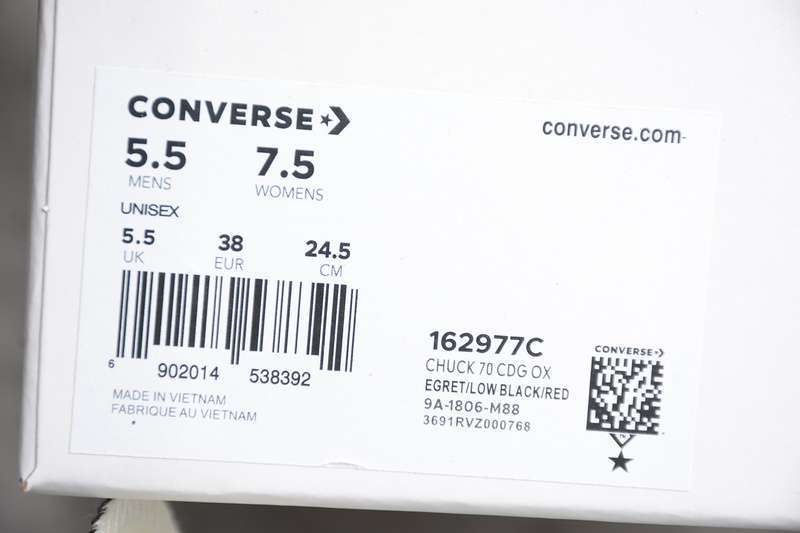 CONVERSE
converse.com
5.5 7.5
MENS WOMENS
UNISEX
5.5 38 24.5
UK EUR CM
6 902014 538392
MADE IN VIETNAM
FABRIQUE AU VIETNAM
162977C
CHUCK 70 CDG OX
EGRET/LOW BLACK/RED
9A-1806-M88
3691RVZ000768
CONVERSE
TM